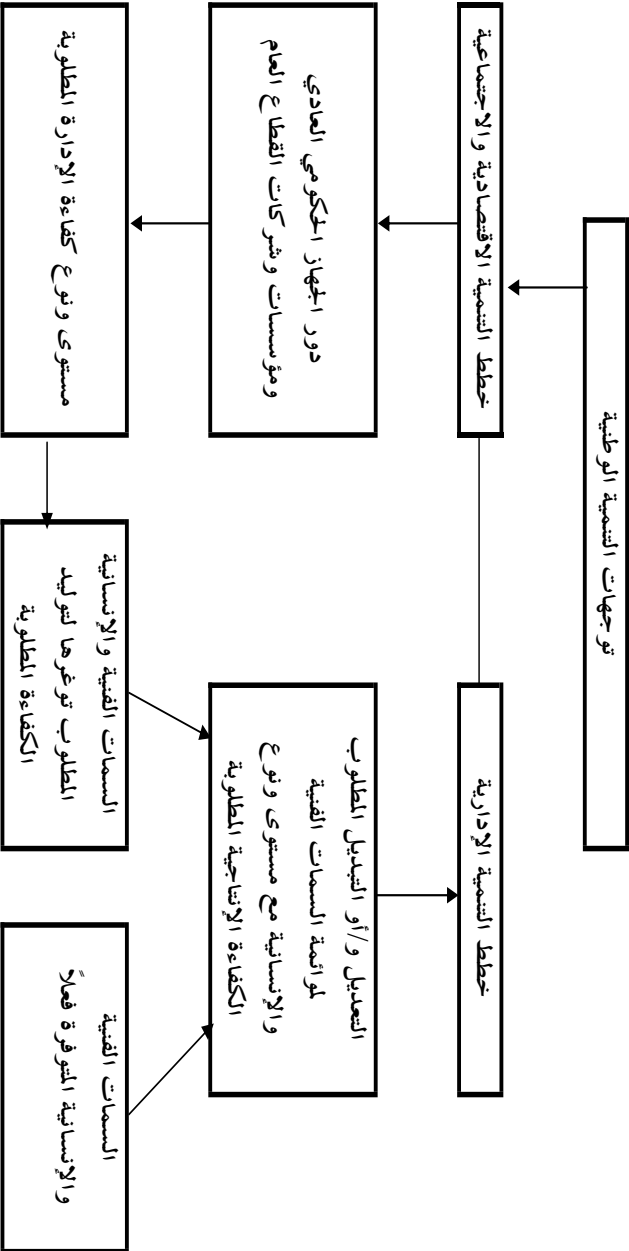 توجهات التنمية الوطنية
خطط التنمية الاقتصادية والاجتماعية
خطط التنمية الإدارية
دور الجهاز الحكومي العادي
ومؤسسات وشركات القطاع العام
التعديل و/أو التبديل المطلوب
لموائمة السمات الفنية
والإنسانية مع مستوى ونوع
الكفاءة الإنتاجية المطلوبة
مستوى ونوع كفاءة الإدارة المطلوبة
السمات الفنية والإنسانية
المطلوب توغرها لتوليد
الكفاءة المطلوبة
السمات الفنية
والإنسانية المتوفرة فعلاً